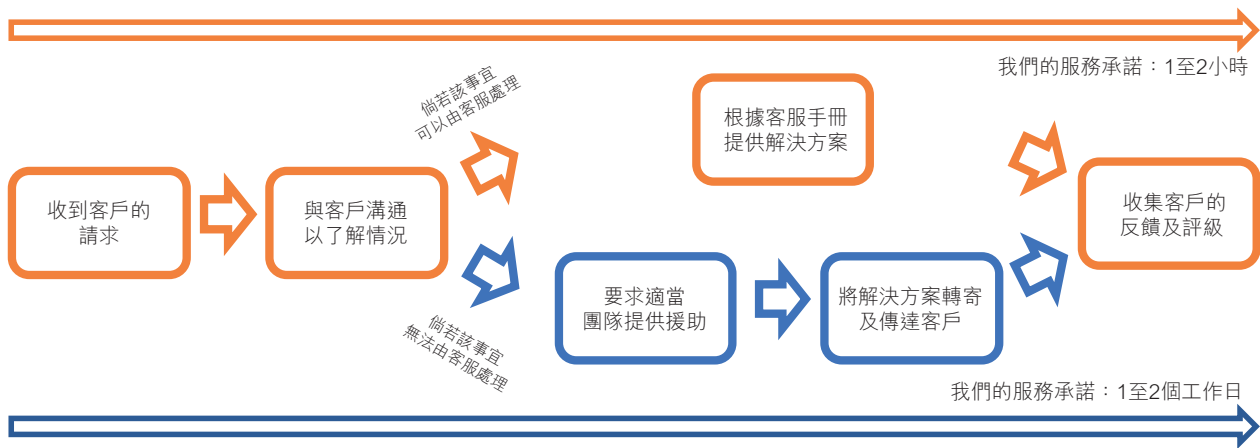 我們的服務承諾：1至2小時
倘若該事宜
可以由客服處理
根據客服手冊
提供解決方案
收到客戶的
請求
與客戶溝通
以了解情況
收集客戶的
反饋及評級
要求適當
團隊提供援助
將解決方案轉寄
及傳達客戶
倘若該事宜
無法由客服處理
我們的服務承諾：1至2個工作日